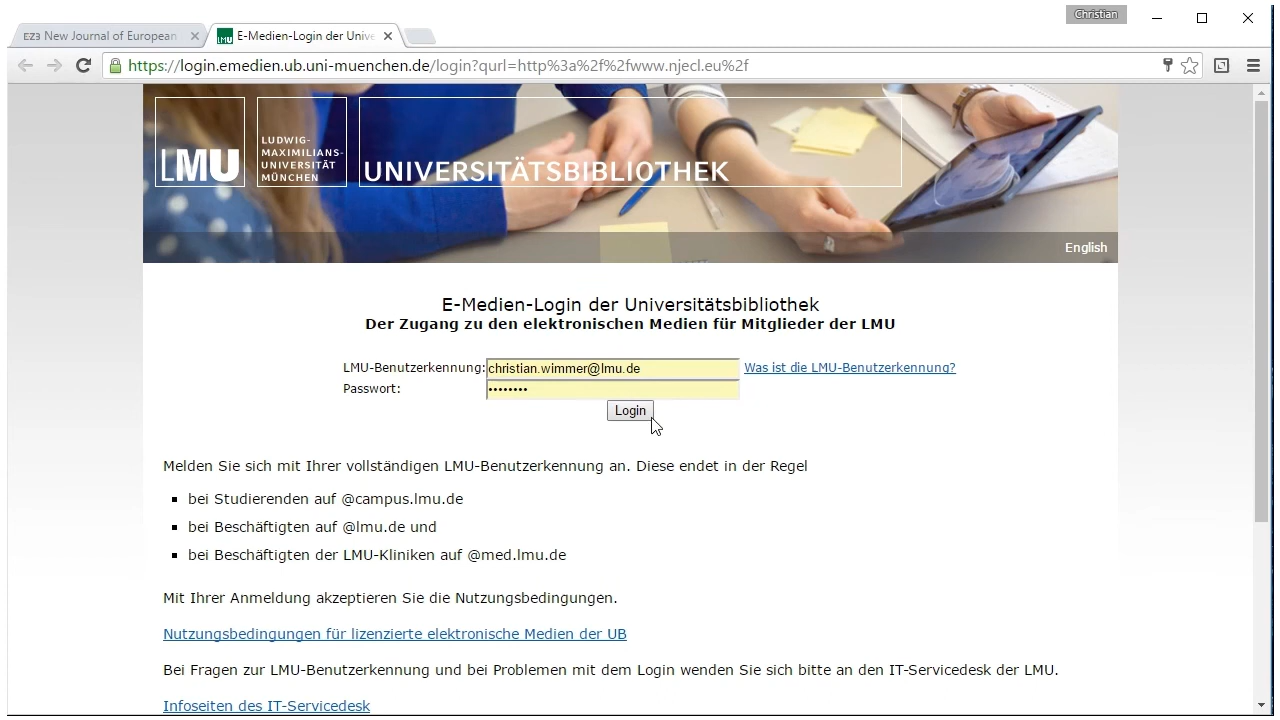 Christian
EZ3 New Journal of European
LMU E-Medien-Login der Unive
https://login.emedien.ub.uni-muenchen.de/login?qurl=http%3a%2f%2fwww.njecl.eu%2f
LMU
LUDWIG-
MAXIMILIANS-
UNIVERSITÄT
MÜNCHEN
UNIVERSITÄTSBIBLIOTHEK
English
E-Medien-Login der Universitätsbibliothek
Der Zugang zu den elektronischen Medien für Mitglieder der LMU
LMU-Benutzerkennung: christian.wimmer@lmu.de Was ist die LMU-Benutzerkennung?
Passwort: ••••••••
Login
Melden Sie sich mit Ihrer vollständigen LMU-Benutzerkennung an. Diese endet in der Regel
▪ bei Studierenden auf @campus.lmu.de
▪ bei Beschäftigten auf @lmu.de und
▪ bei Beschäftigten der LMU-Kliniken auf @med.lmu.de
Mit Ihrer Anmeldung akzeptieren Sie die Nutzungsbedingungen.
Nutzungsbedingungen für lizenzierte elektronische Medien der UB
Bei Fragen zur LMU-Benutzerkennung und bei Problemen mit dem Login wenden Sie sich bitte an den IT-Servicedesk der LMU.
Infoseiten des IT-Servicedesk